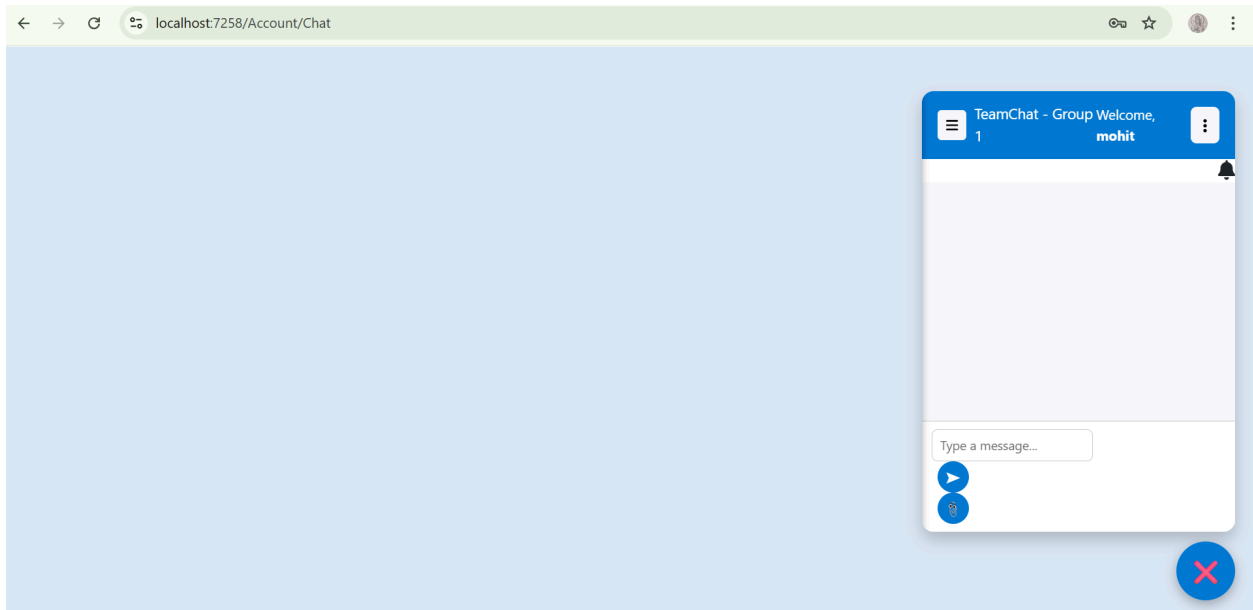 localhost:7258/Account/Chat
TeamChat - Group Welcome,
1 mohit
Type a message...